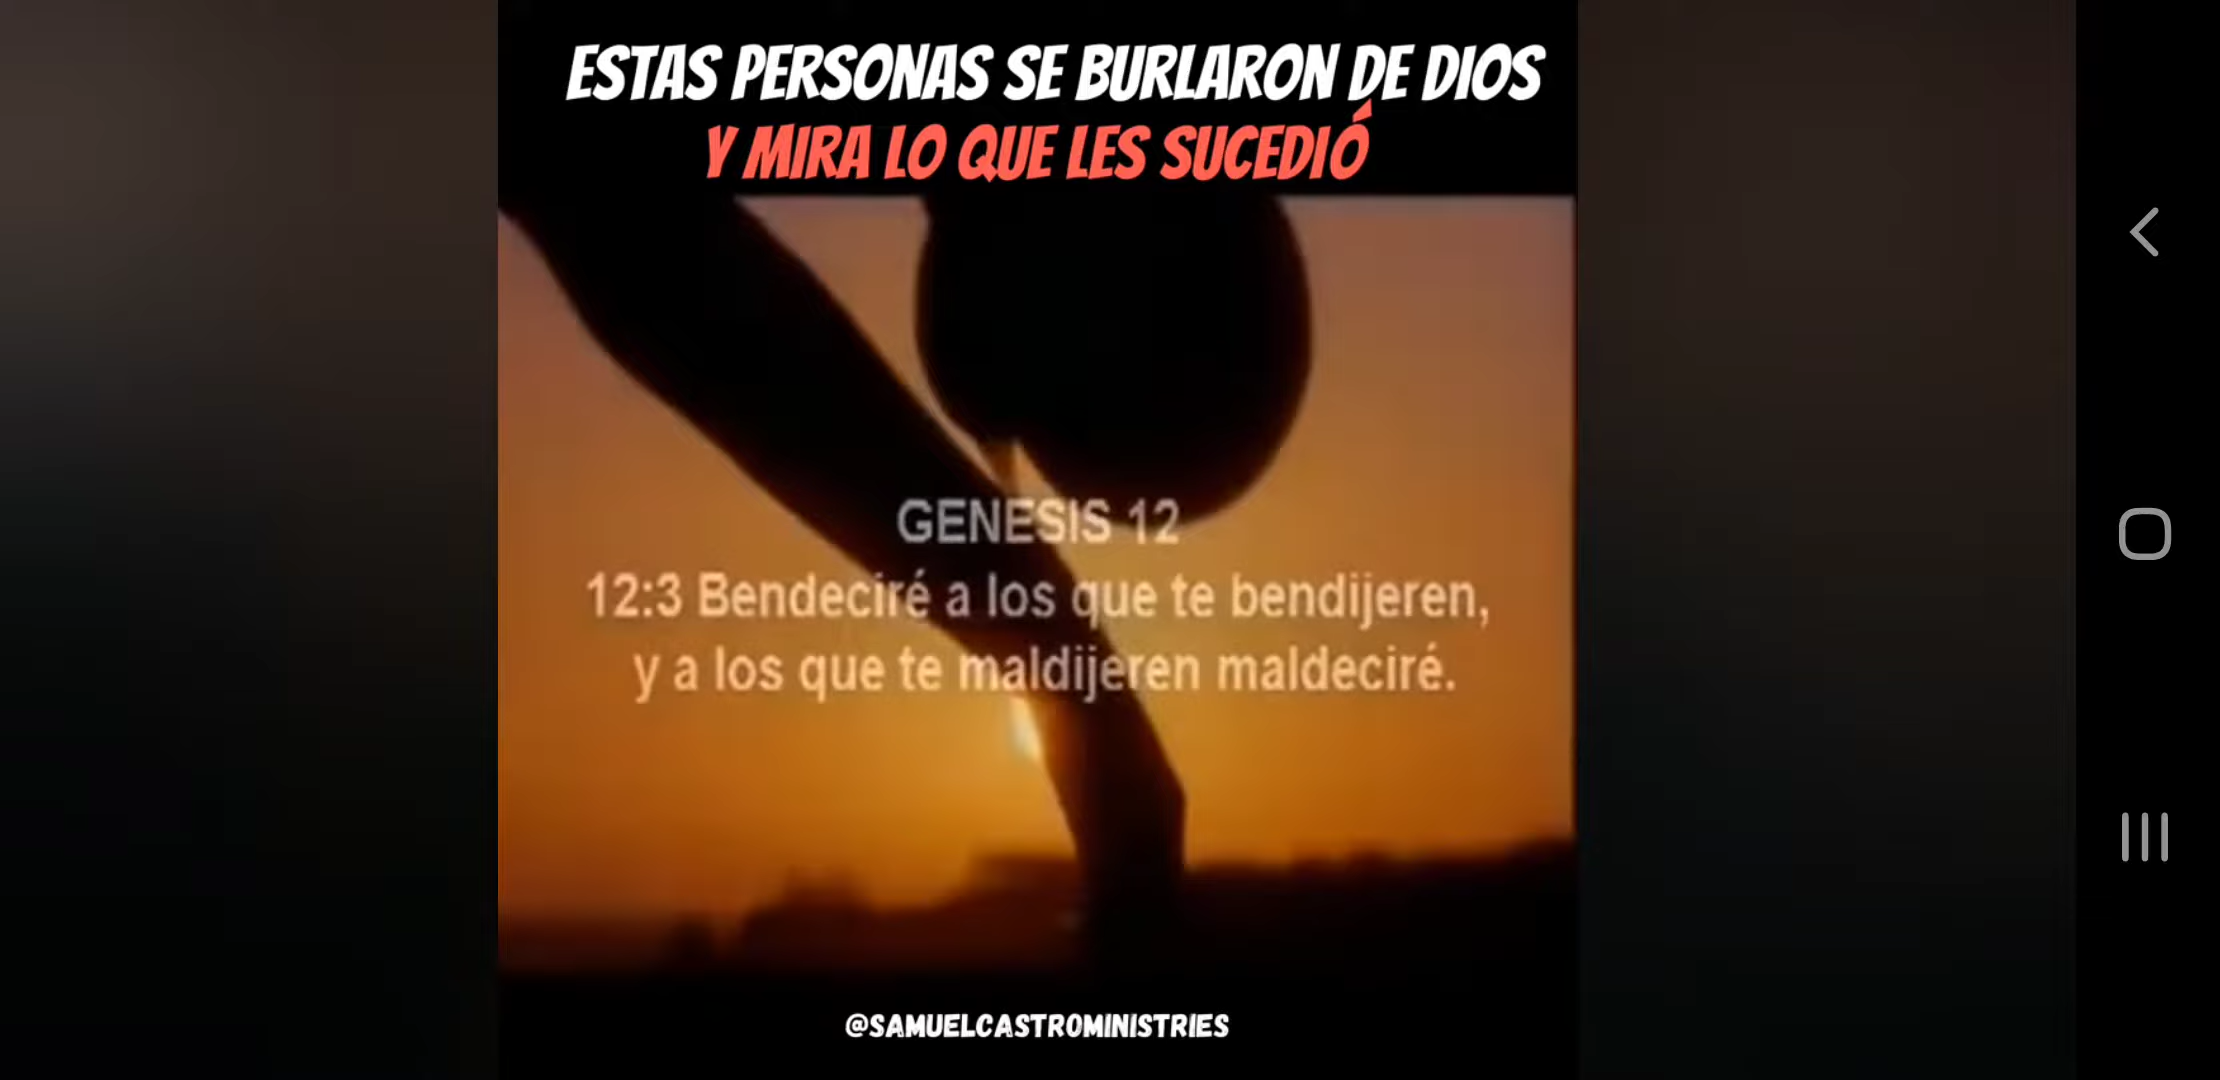 ESTAS PERSONAS SE BURLARON DE DIOS
Y MIRA LO QUE LES SUCEDIÓ
GENESIS 12
12:3 Bendeciré a los que te bendijeren,
y a los que te maldijeren maldeciré.
@SAMUELCASTROMINISTRIES